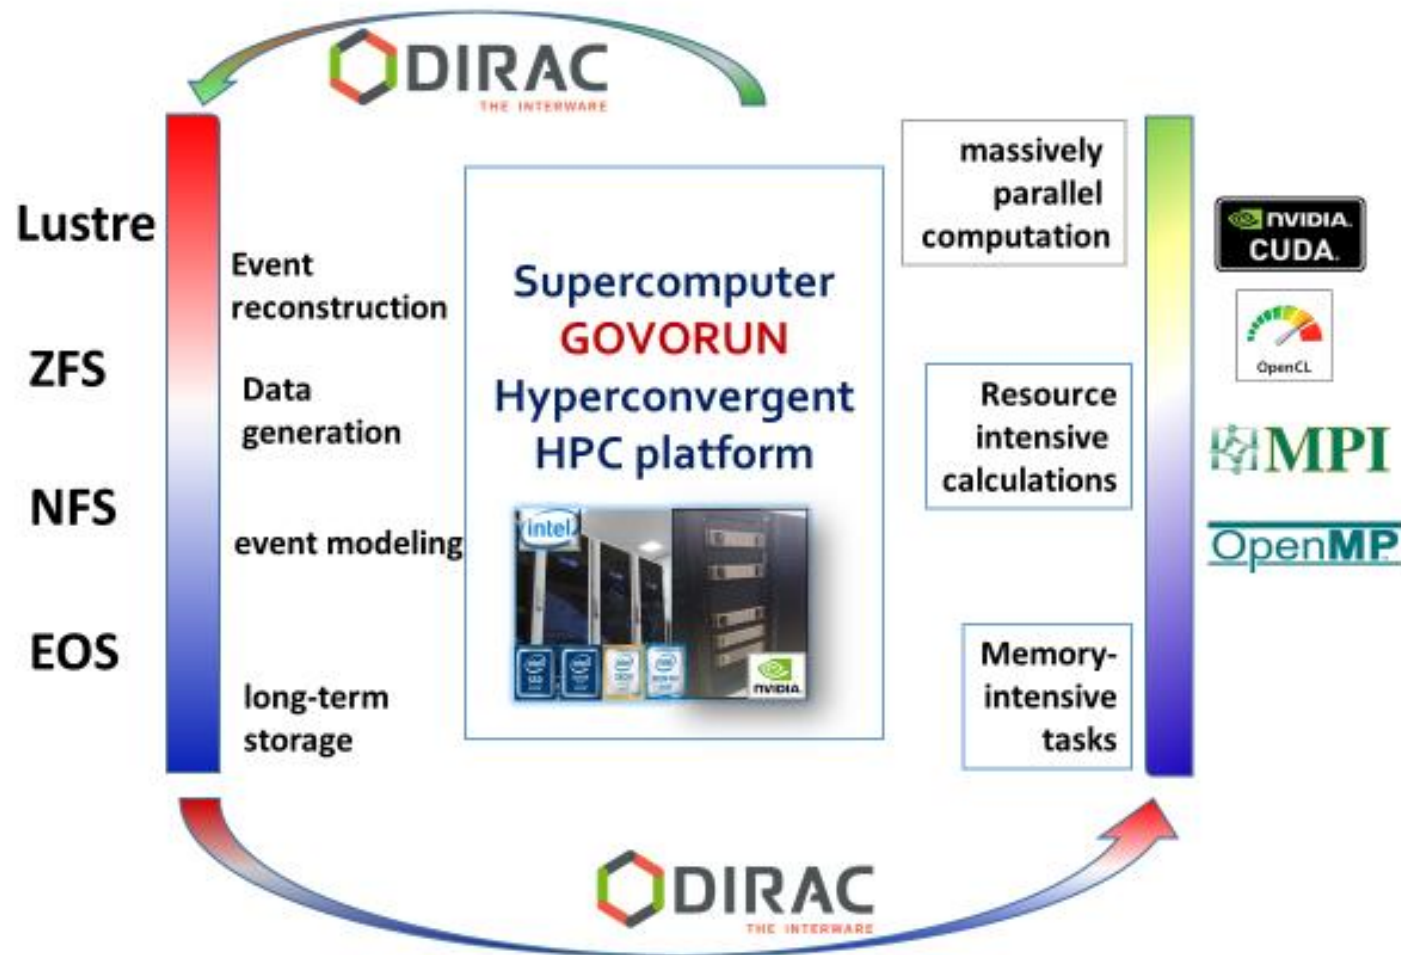 DIRAC
THE INTERWARE
Lustre
ZFS
NFS
EOS
Event
reconstruction
Data
generation
event modeling
long-term
storage
Supercomputer
GOVORUN
Hyperconvergent
HPC platform
intel
NVIDIA
massively
parallel
computation
Resource
intensive
calculations
Memory-
intensive
tasks
NVIDIA.
CUDA.
OpenCL
MPI
OpenMP
DIRAC
THE INTERWARE